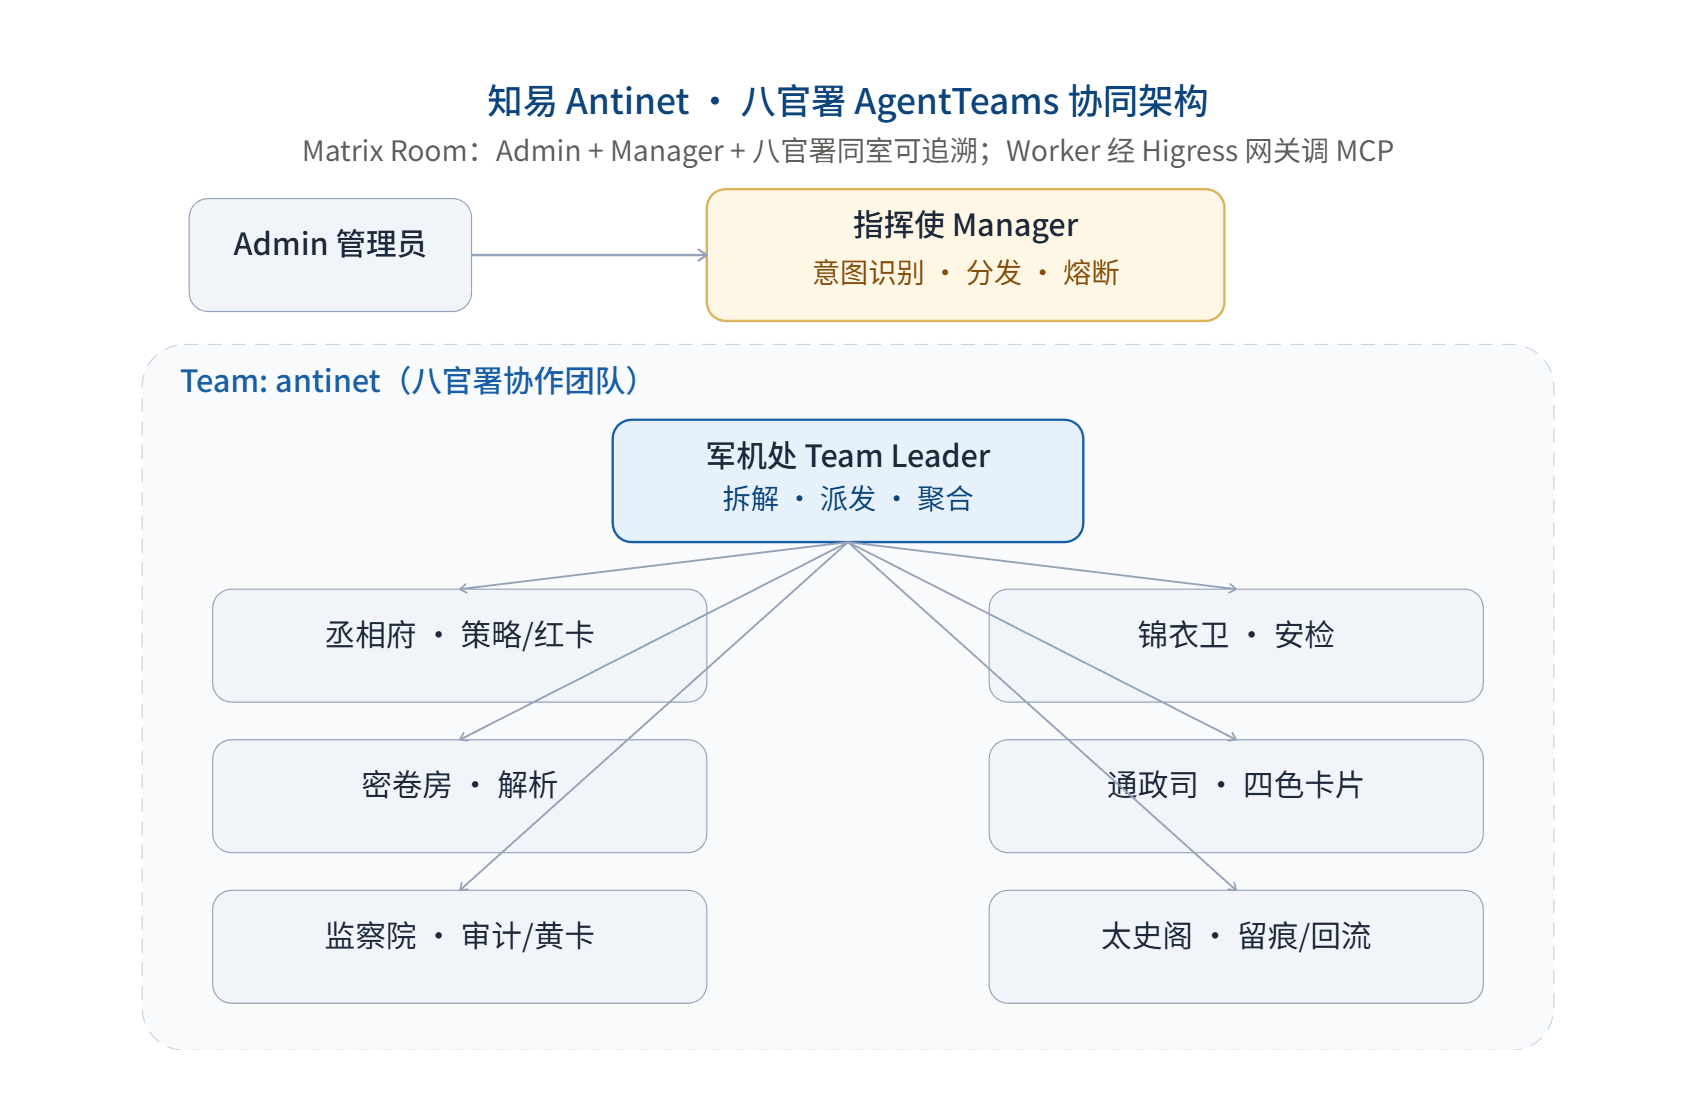 知易 Antinet · 八官署 AgentTeams 协同架构
Matrix Room：Admin + Manager + 八官署同室可追溯；Worker 经 Higress 网关调 MCP
Admin 管理员
指挥使 Manager
意图识别 · 分发 · 熔断
Team: antinet（八官署协作团队）
军机处 Team Leader
拆解 · 派发 · 聚合
丞相府 · 策略/红卡
锦衣卫 · 安检
密卷房 · 解析
通政司 · 四色卡片
监察院 · 审计/黄卡
太史阁 · 留痕/回流